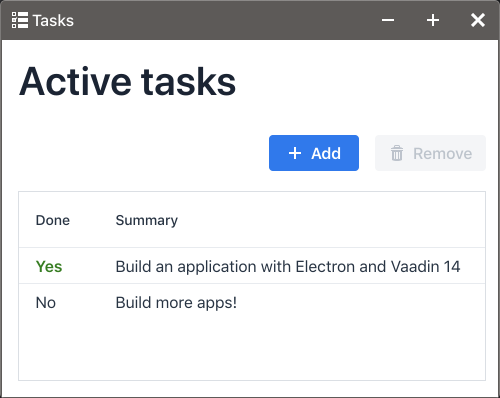 Tasks
Active tasks
Add
Remove
Done Summary
Yes Build an application with Electron and Vaadin 14
No Build more apps!